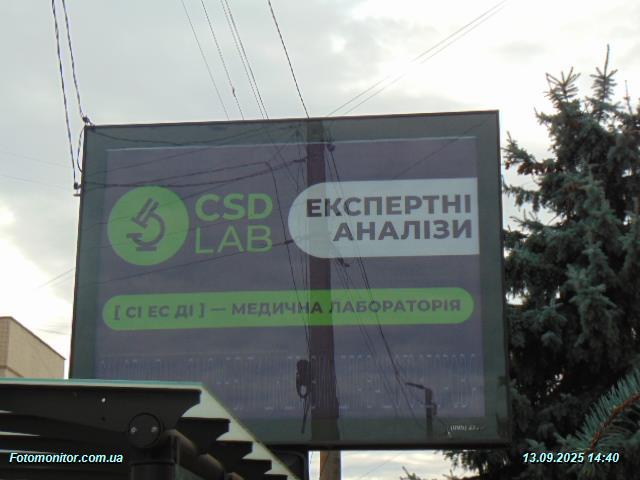 CSD
LAB
ЕКСПЕРТНІ
АНАЛІЗИ
[ СІ ЕС ДІ ] — МЕДИЧНА ЛАБОРАТОРІЯ
Fotomonitor.com.ua
13.09.2025 14:40